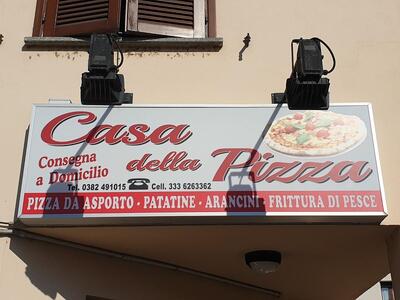 Casa
della Pizza
Consegna
a Domicilio
Tel. 0382 491015 Cell. 333 6263362
PIZZA DA ASPORTO · PATATINE · ARANCINI · FRITTURA DI PESCE